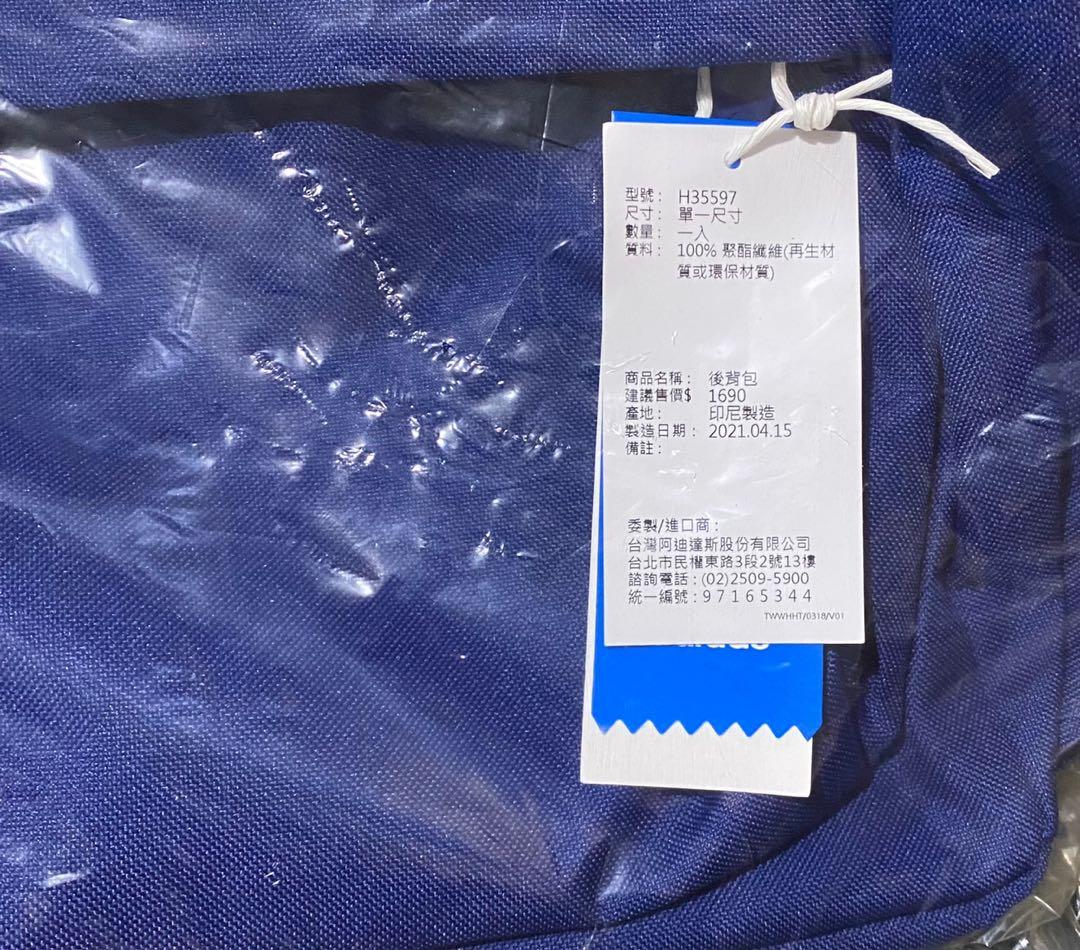 型號： H35597
尺寸： 單一尺寸
數量： 一入
質料： 100% 聚酯纖維(再生材
質或環保材質)
商品名稱： 後背包
建議售價$ 1690
產地： 印尼製造
製造日期： 2021.04.15
備註：
委製/進口商：
台灣阿迪達斯股份有限公司
台北市民權東路3段2號13樓
諮詢電話：(02)2509-5900
統一編號：97165344
TWWHHT/0318/V01